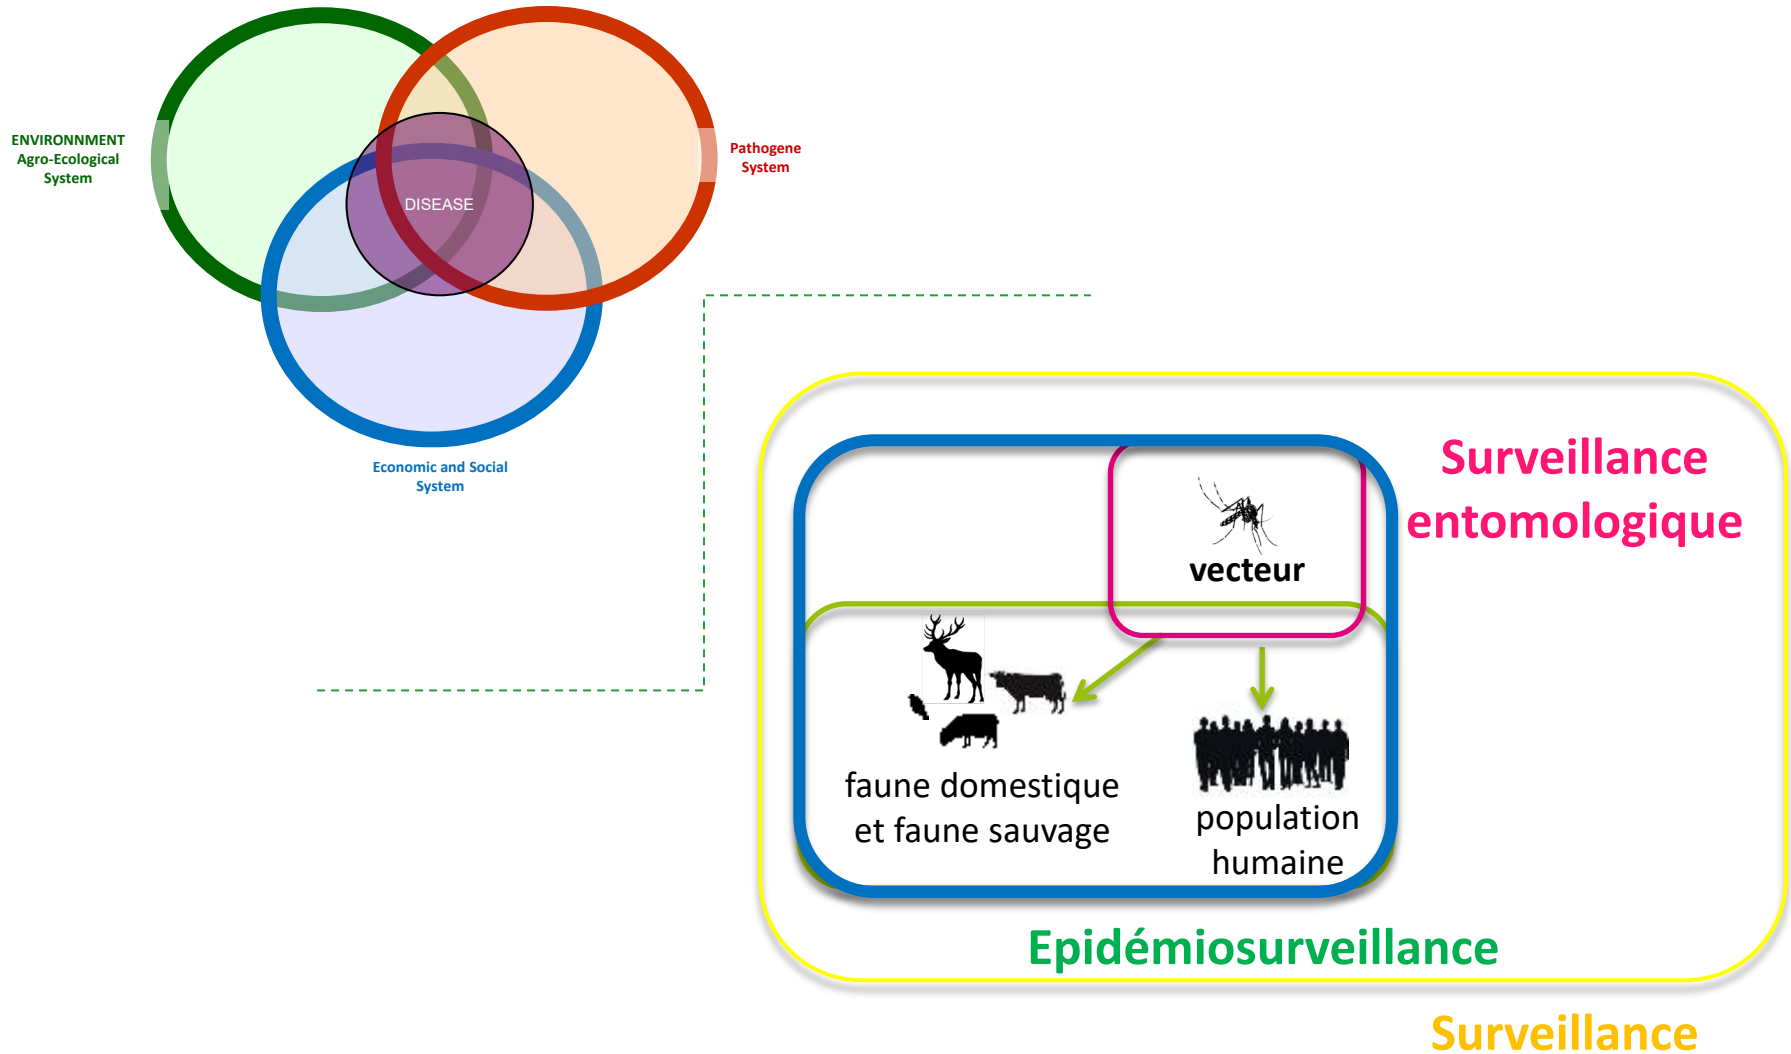 ENVIRONNMENT
Agro-Ecological
System
Pathogene
System
DISEASE
Economic and Social
System
Surveillance
entomologique
vecteur
faune domestique
et faune sauvage
population
humaine
Epidémiosurveillance
Surveillance